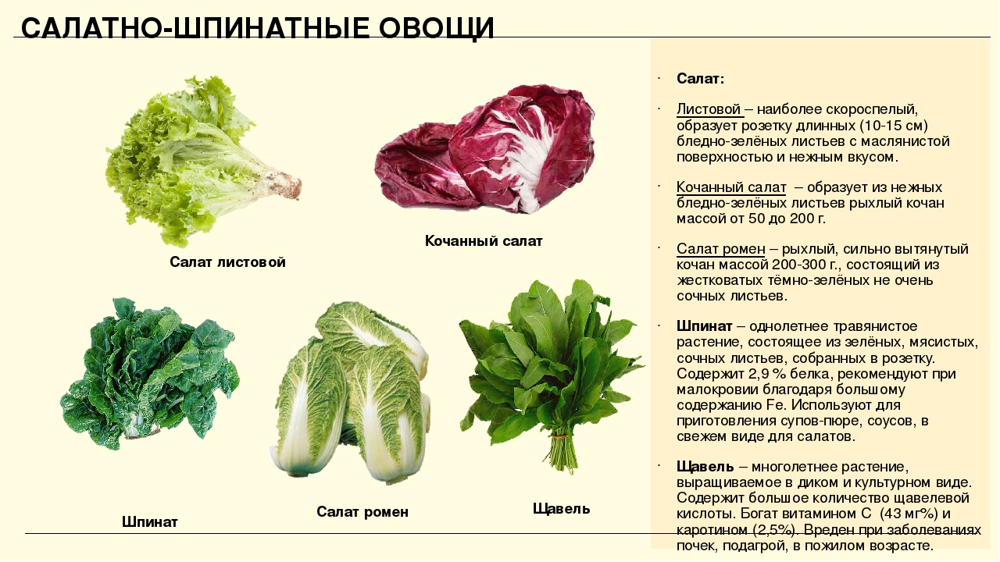 САЛАТНО-ШПИНАТНЫЕ ОВОЩИ
Салат листовой
Кочанный салат
Шпинат
Салат ромен
Щавель
· Салат:
· Листовой – наиболее скороспелый,
образует розетку длинных (10-15 см)
бледно-зелёных листьев с маслянистой
поверхностью и нежным вкусом.
· Кочанный салат – образует из нежных
бледно-зелёных листьев рыхлый кочан
массой от 50 до 200 г.
· Салат ромен – рыхлый, сильно вытянутый
кочан массой 200-300 г., состоящий из
жестковатых тёмно-зелёных не очень
сочных листьев.
· Шпинат – однолетнее травянистое
растение, состоящее из зелёных, мясистых,
сочных листьев, собранных в розетку.
Содержит 2,9 % белка, рекомендуют при
малокровии благодаря большому
содержанию Fe. Используют для
приготовления супов-пюре, соусов, в
свежем виде для салатов.
· Щавель – многолетнее растение,
выращиваемое в диком и культурном виде.
Содержит большое количество щавелевой
кислоты. Богат витамином С (43 мг%) и
каротином (2,5%). Вреден при заболеваниях
почек, подагрой, в пожилом возрасте.